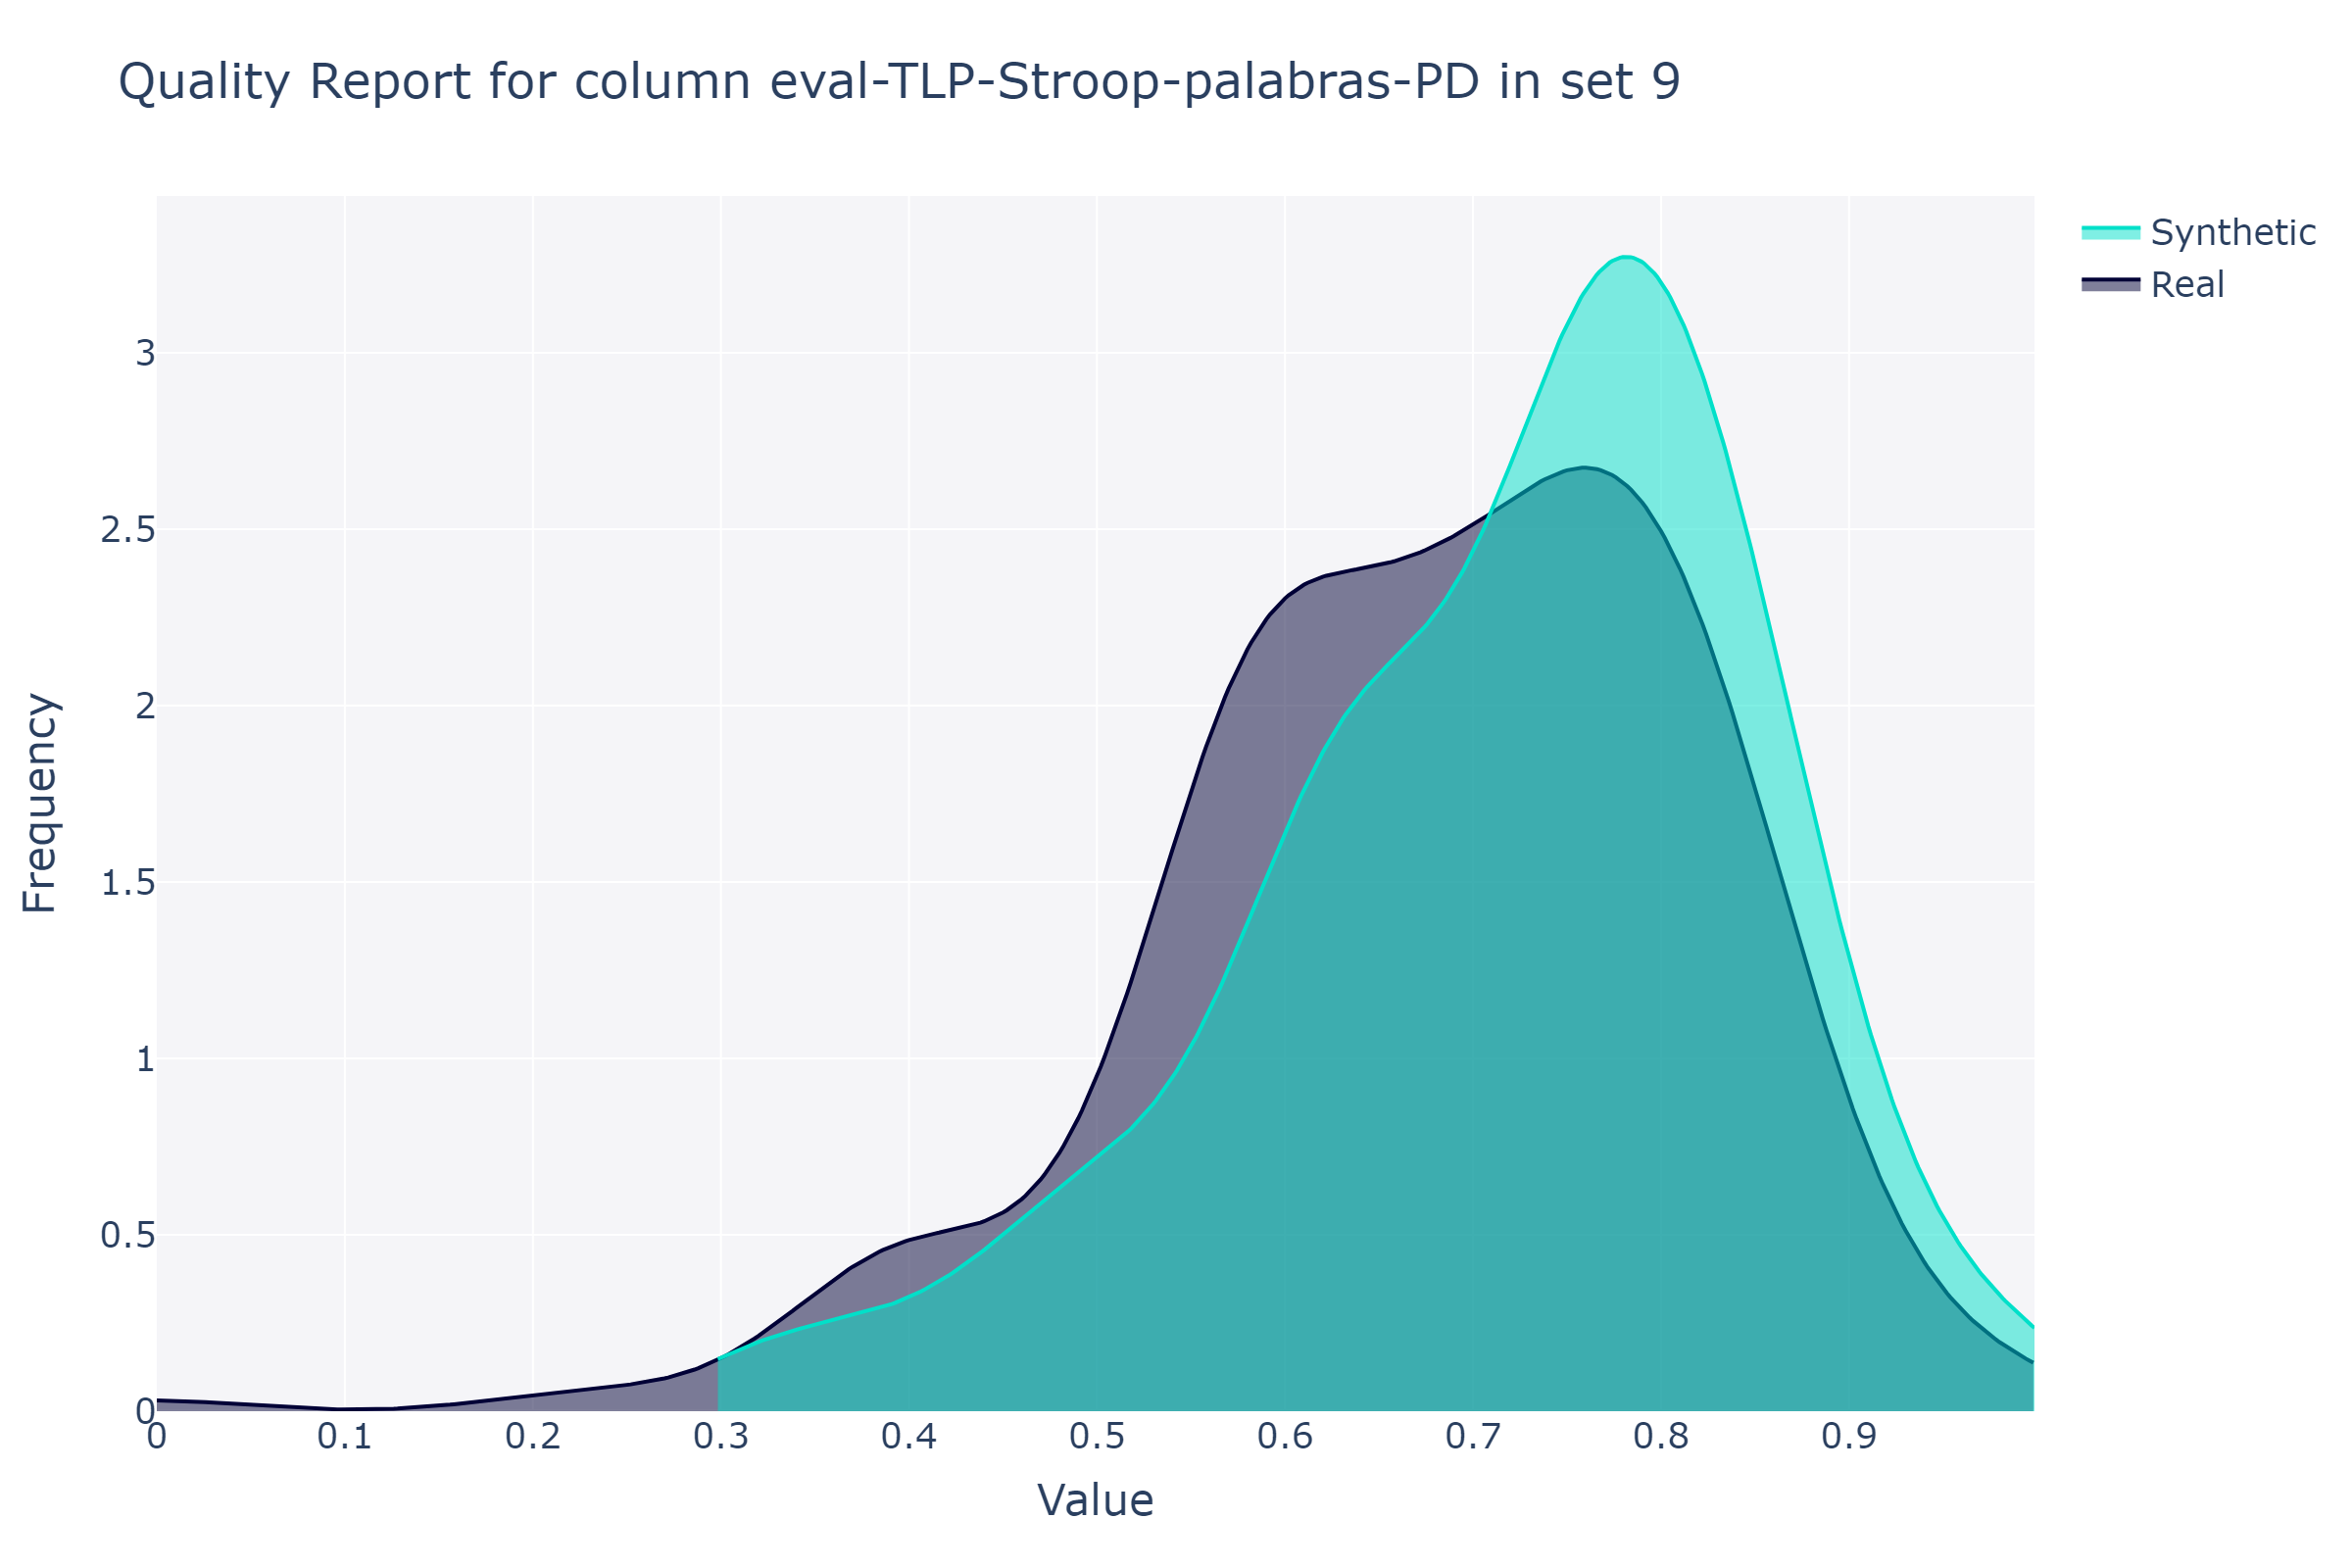 Quality Report for column eval-TLP-Stroop-palabras-PD in set 9
Synthetic
Real
Frequency
3
2.5
2
1.5
1
0.5
0
0 0.1 0.2 0.3 0.4 0.5 0.6 0.7 0.8 0.9
Value